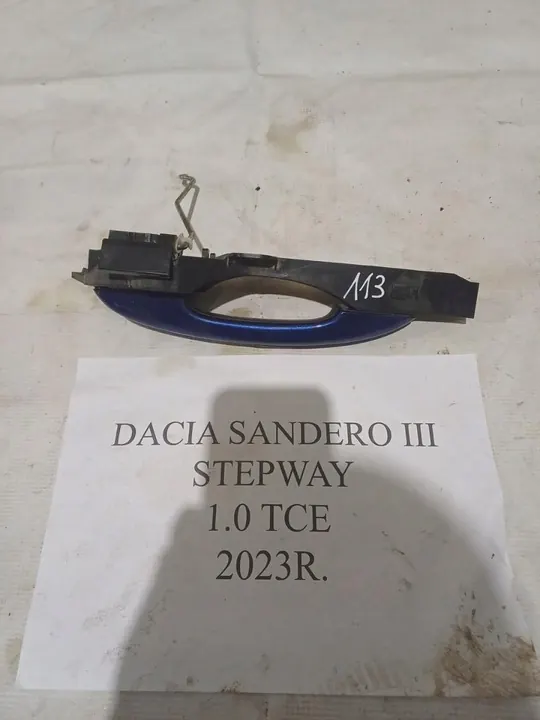 113
DACIA SANDERO III
STEPWAY
1.0 TCE
2023R.